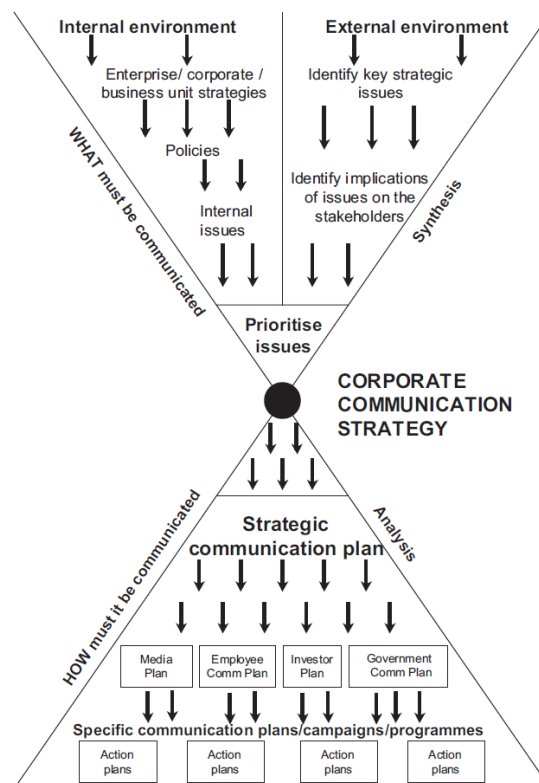 Internal environment
External environment
Enterprise/ corporate /
business unit strategies
Identify key strategic
issues
Policies
Identify implications
of issues on the
stakeholders
Internal
issues
WHAT must be communicated
Synthesis
Prioritise
issues
CORPORATE
COMMUNICATION
STRATEGY
HOW must it be communicated
Analysis
Strategic
communication plan
Media
Plan
Employee
Comm Plan
Investor
Plan
Government
Comm Plan
Specific communication plans/campaigns/programmes
Action
plans
Action
plans
Action
plans
Action
plans